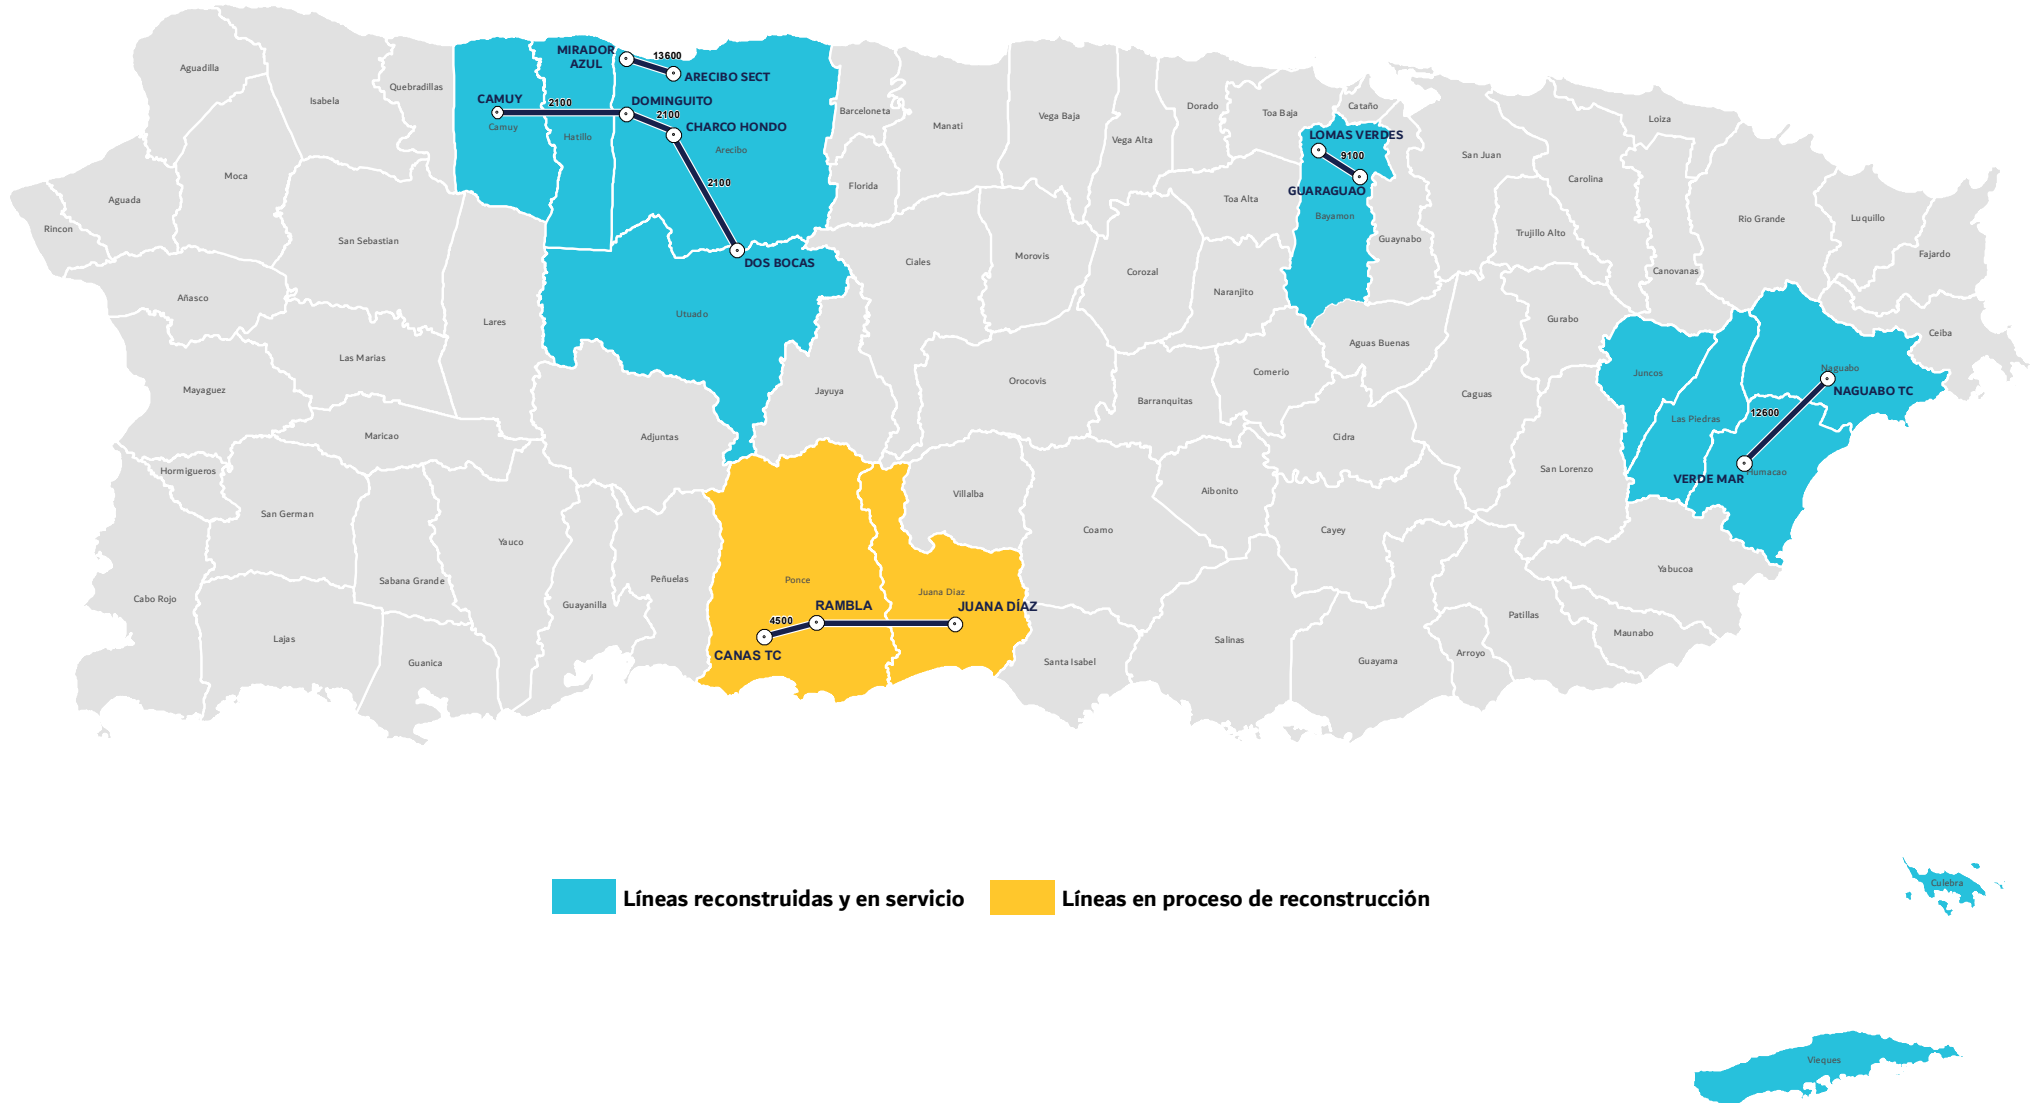 Aguadilla
Isabela
Quebradillas
MIRADOR
AZUL
13600
ARECIBO SECT
CAMUY
2100
DOMINGUITO
2100
CHARCO HONDO
Camuy
Hatillo
Arecibo
2100
DOS BOCAS
Barceloneta
Manati
Vega Baja
Vega Alta
Dorado
Toa Baja
Cataño
LOMAS VERDES
9100
GUARAGUAO
Bayamon
San Juan
Loiza
Carolina
Moca
Aguada
Rincon
San Sebastian
Florida
Toa Alta
Guaynabo
Trujillo Alto
Canovanas
Rio Grande
Luquillo
Fajardo
Añasco
Lares
Utuado
Ciales
Morovis
Corozal
Naranjito
Aguas Buenas
Gurabo
Ceiba
Las Marias
Mayaguez
Jayuya
Orocovis
Barranquitas
Comerio
Caguas
Juncos
Las Piedras
Naguabo
NAGUABO TC
12600
VERDE MAR
Humacao
Maricao
Adjuntas
Cidra
San Lorenzo
Hormigueros
San German
Villalba
Aibonito
Coamo
Cayey
Yauco
Sabana Grande
Guayanilla
Peñuelas
Ponce
Juana Diaz
RAMBLA
JUANA DÍAZ
4500
CANAS TC
Cabo Rojo
Lajas
Guanica
Santa Isabel
Salinas
Guayama
Arroyo
Patillas
Maunabo
Yabucoa
Líneas reconstruidas y en servicio
Líneas en proceso de reconstrucción
Culebra
Vieques